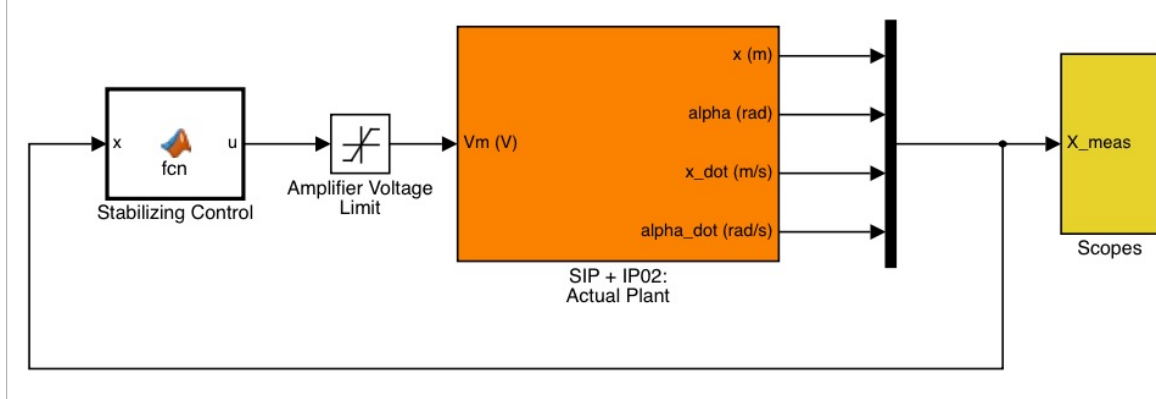 x
u
fcn
Stabilizing Control
Amplifier Voltage
Limit
Vm (V)
x (m)
alpha (rad)
x_dot (m/s)
alpha_dot (rad/s)
SIP + IP02:
Actual Plant
X_meas
Scopes